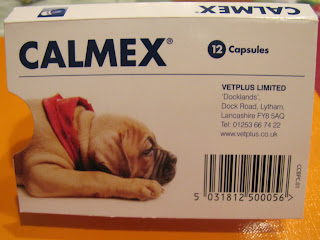 CALMEX
CALMEX®
12 Capsules
VETPLUS LIMITED
'Docklands',
Dock Road, Lytham,
Lancashire FY8 5AQ
Tel: 01253 66 74 22
www.vetplus.co.uk
5 031812 500056 >